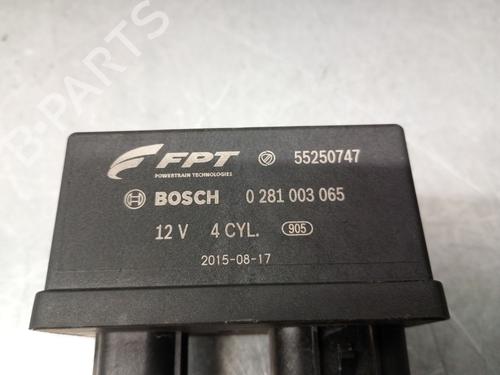 FPT 55250747
POWERTRAIN TECHNOLOGIES
BOSCH 0 281 003 065
12 V 4 CYL. 905
2015-08-17
B-PARTS